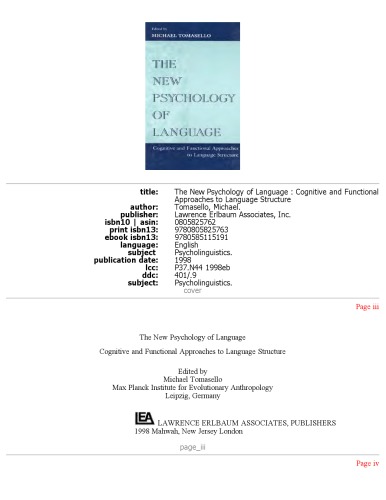 Edited by
MICHAEL TOMASELLO
THE
NEW
PSYCHOLOGY
OF
LANGUAGE
Cognitive and Functional Approaches
to Language Structure
title: The New Psychology of Language : Cognitive and Functional
Approaches to Language Structure
author: Tomasello, Michael.
publisher: Lawrence Erlbaum Associates, Inc.
isbn10 | asin: 0805825762
print isbn13: 9780805825763
ebook isbn13: 9780585115191
language: English
subject Psycholinguistics.
publication date: 1998
lcc: P37.N44 1998eb
ddc: 401/.9
subject: Psycholinguistics.
cover
Page iii
The New Psychology of Language
Cognitive and Functional Approaches to Language Structure
Edited by
Michael Tomasello
Max Planck Institute for Evolutionary Anthropology
Leipzig, Germany
LEA LAWRENCE ERLBAUM ASSOCIATES, PUBLISHERS
1998 Mahwah, New Jersey London
page_iii
Page iv